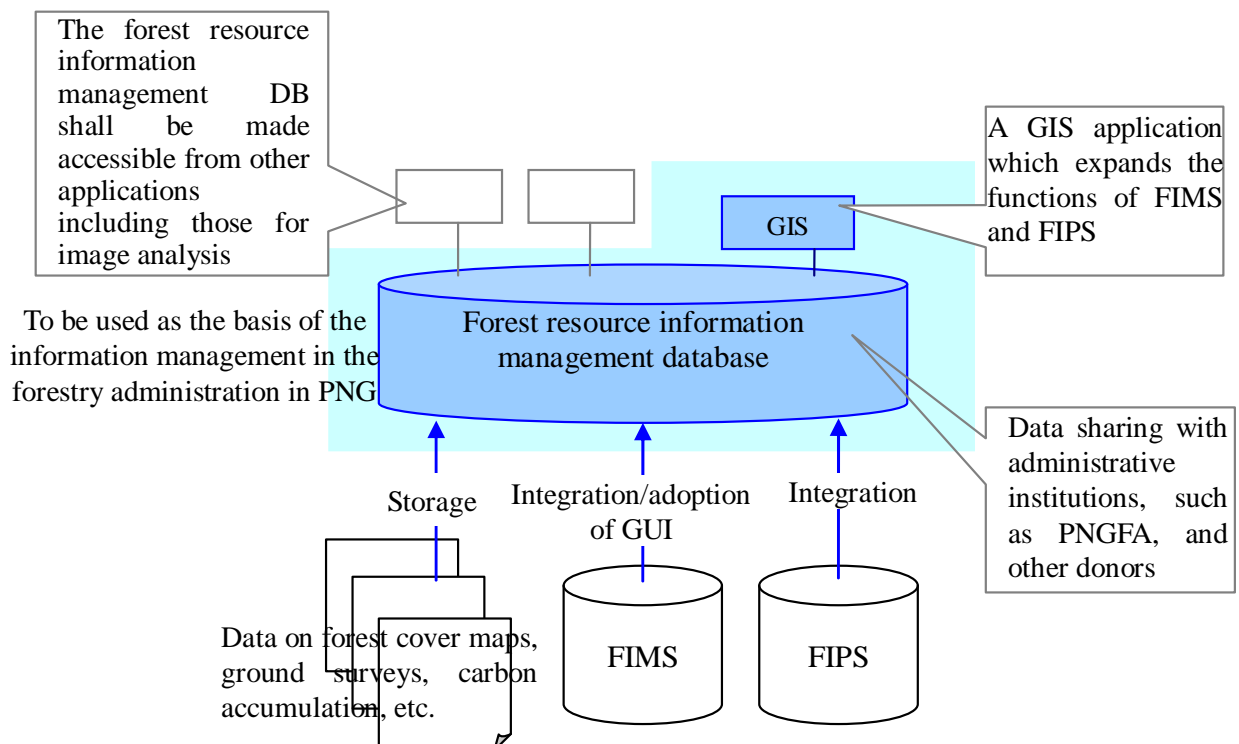 The forest resource
information
management DB
shall be made
accessible from other
applications
including those for
image analysis
A GIS application
which expands the
functions of FIMS
and FIPS
GIS
To be used as the basis of the
information management in the
forestry administration in PNG
Forest resource information
management database
Data sharing with
administrative
institutions, such
as PNGFA, and
other donors
Storage
Integration/adoption
of GUI
Integration
Data on forest cover maps,
ground surveys, carbon
accumulation, etc.
FIMS
FIPS